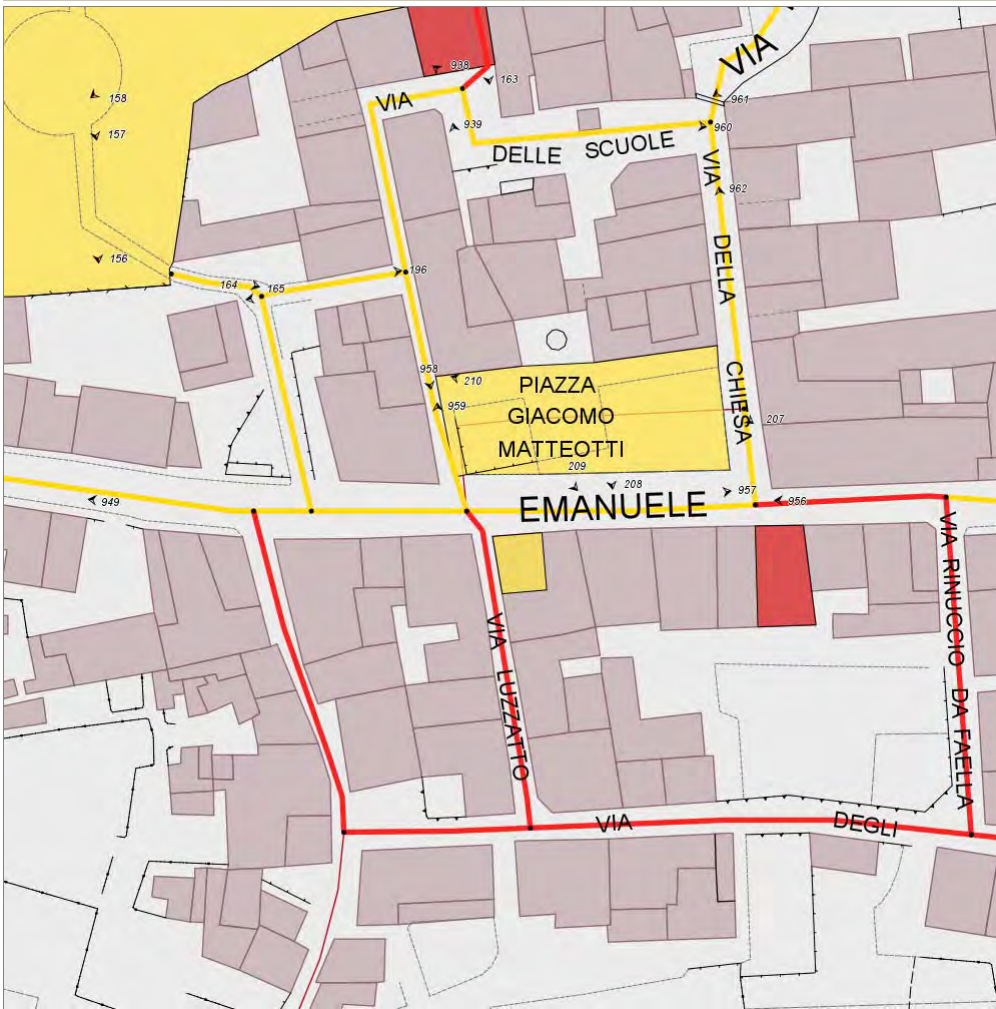 VIA
158
998
163
VIA
961
157
939
960
DELLE SCUOLE
VIA
962
156
DELLA
164
165
196
958
210
PIAZZA
959
GIACOMO
CHIESA
207
MATTEOTTI
209
208
949
EMANUELE
957
956
VIA RINUCCIO DA FAELLA
VIA LUZZATTO
VIA DEGLI